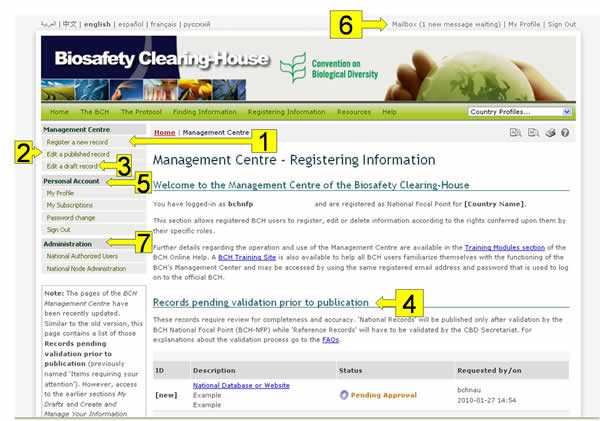 العربية | 中文 | english | español | français | русский
6
Mailbox (1 new message waiting) | My Profile | Sign Out
Biosafety Clearing-House
Convention on
Biological Diversity
Home The BCH The Protocol Finding Information Registering Information Resources Help Country Profiles...
Management Centre
Home | Management Centre
Register a new record
1
2
Edit a published record
Edit a draft record
3
Personal Account
5
My Profile
My Subscriptions
Password change
Sign Out
Administration
7
National Authorized Users
National Node Administration
Note: The pages of the BCH
Management Centre have
been recently updated.
Similar to the old version, this
page contains a list of those
Records pending
validation prior to
publication (previously
named 'Items requiring your
attention'). However, access
to the earlier sections My
Drafts and Create and
Manage Your Information
Management Centre - Registering Information
Welcome to the Management Centre of the Biosafety Clearing-House
You have logged-in as bchnfp and are registered as National Focal Point for [Country Name].
This section allows registered BCH users to register, edit or delete information according to the rights conferred upon them by
their specific roles.
Further details regarding the operation and use of the Management Centre are available in the Training Modules section of
the BCH Online Help. A BCH Training Site is also available to help all BCH users familiarize themselves with the functioning of the
BCH's Management Center and may be accessed by using the same registered email address and password that is used to log
on to the official BCH.
Records pending validation prior to publication
4
These records require review for completeness and accuracy. 'National Records' will be published only after validation by the
BCH National Focal Point (BCH-NFP) while 'Reference Records' will have to be validated by the CBD Secretariat. For
explanations about the validation process go to the FAQs.
ID Description Status Requested by/on
[new] National Database or Website
Example
Example
Pending Approval
bchnau
2010-01-27 14:54